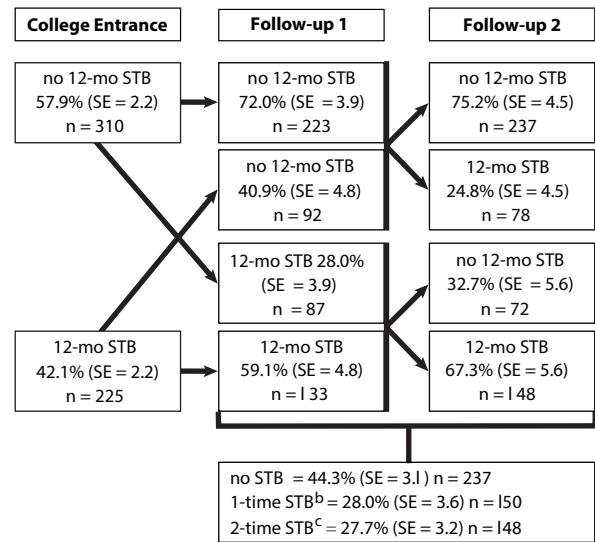 College Entrance
Follow-up 1
Follow-up 2
no 12-mo STB
57.9% (SE = 2.2)
n = 310
no 12-mo STB
72.0% (SE = 3.9)
n = 223
no 12-mo STB
75.2% (SE = 4.5)
n = 237
no 12-mo STB
40.9% (SE = 4.8)
n = 92
12-mo STB
24.8% (SE = 4.5)
n = 78
12-mo STB 28.0%
(SE = 3.9)
n = 87
no 12-mo STB
32.7% (SE = 5.6)
n = 72
12-mo STB
42.1% (SE = 2.2)
n = 225
12-mo STB
59.1% (SE = 4.8)
n = l 33
12-mo STB
67.3% (SE = 5.6)
n = l 48
no STB = 44.3% (SE = 3.l ) n = 237
1-time STBᵇ = 28.0% (SE = 3.6) n = l50
2-time STBᶜ = 27.7% (SE = 3.2) n = l48